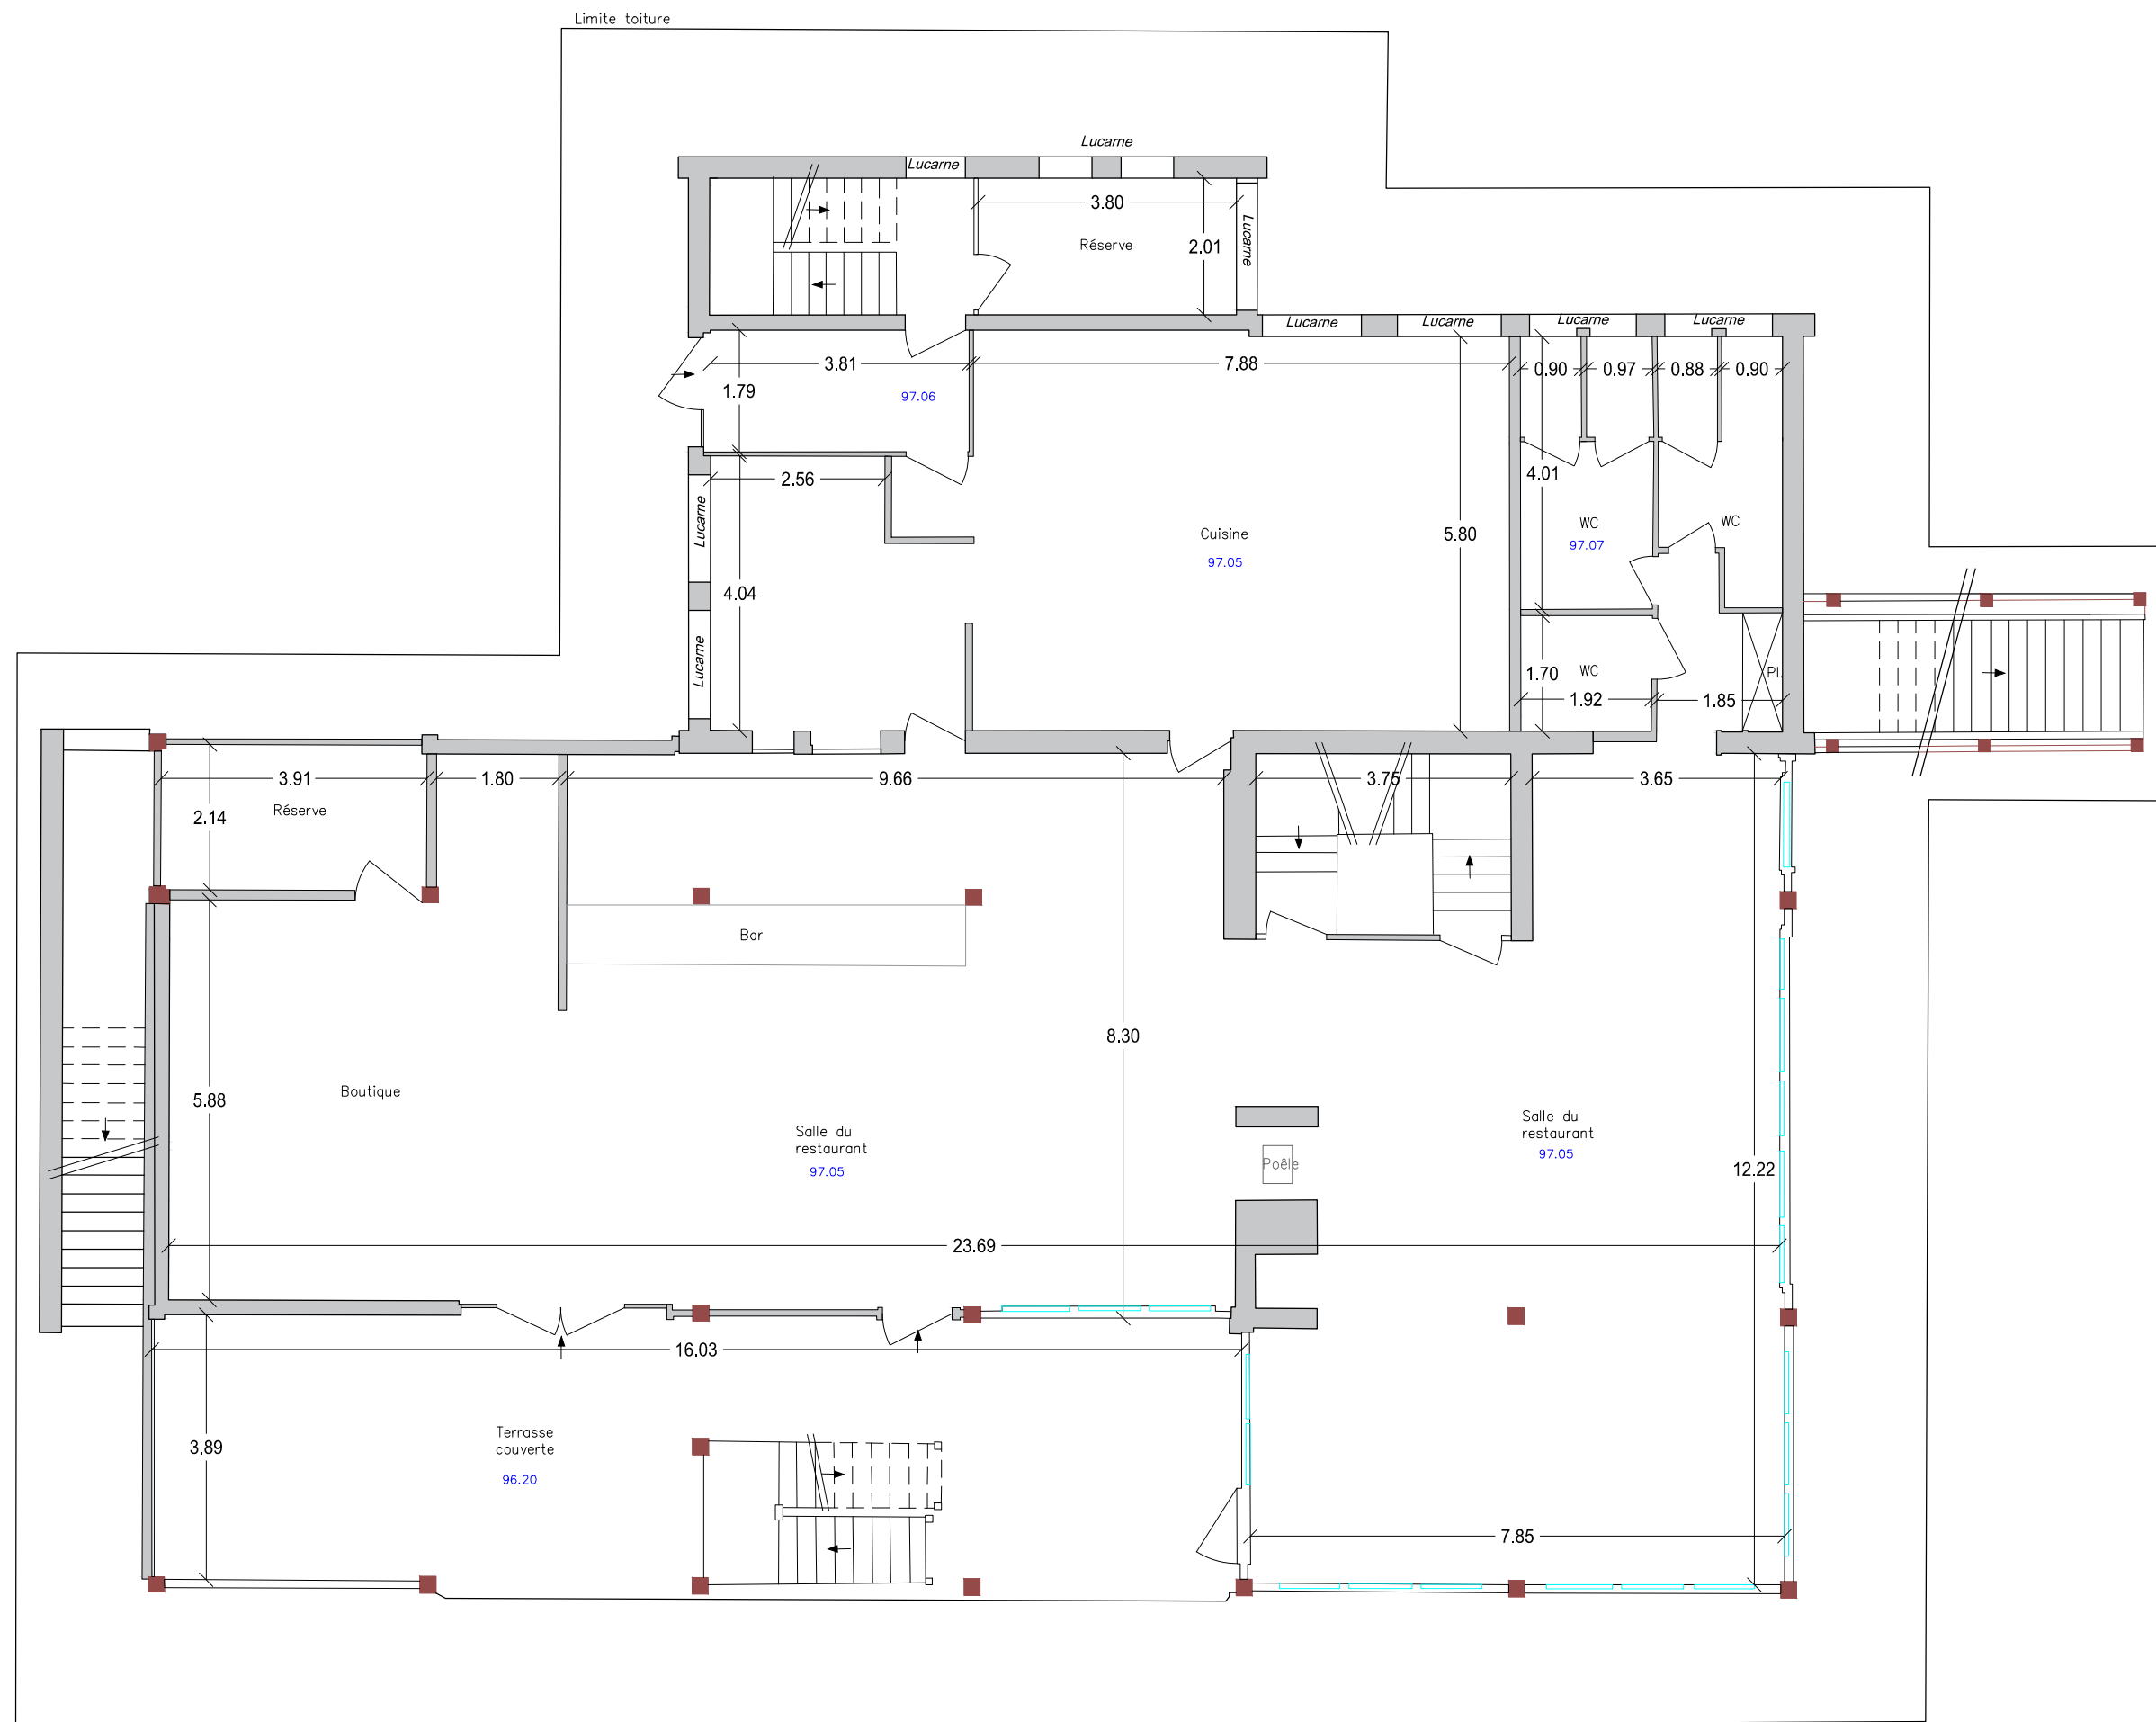 Limite toiture
Lucarne
Lucarne
3.80
Réserve
2.01
Lucarne
Lucarne
Lucarne
Lucarne
Lucarne
3.81
7.88
0.90
0.97
0.88
0.90
1.79
97.06
2.56
4.01
Lucarne
Cuisine
97.05
5.80
WC
97.07
WC
4.04
Lucarne
WC
1.70
Pl.
1.92
1.85
3.91
1.80
9.66
3.75
3.65
Réserve
2.14
Bar
8.30
Boutique
5.88
Salle du
restaurant
97.05
Salle du
restaurant
97.05
Poêle
12.22
23.69
16.03
Terrasse
couverte
96.20
3.89
7.85